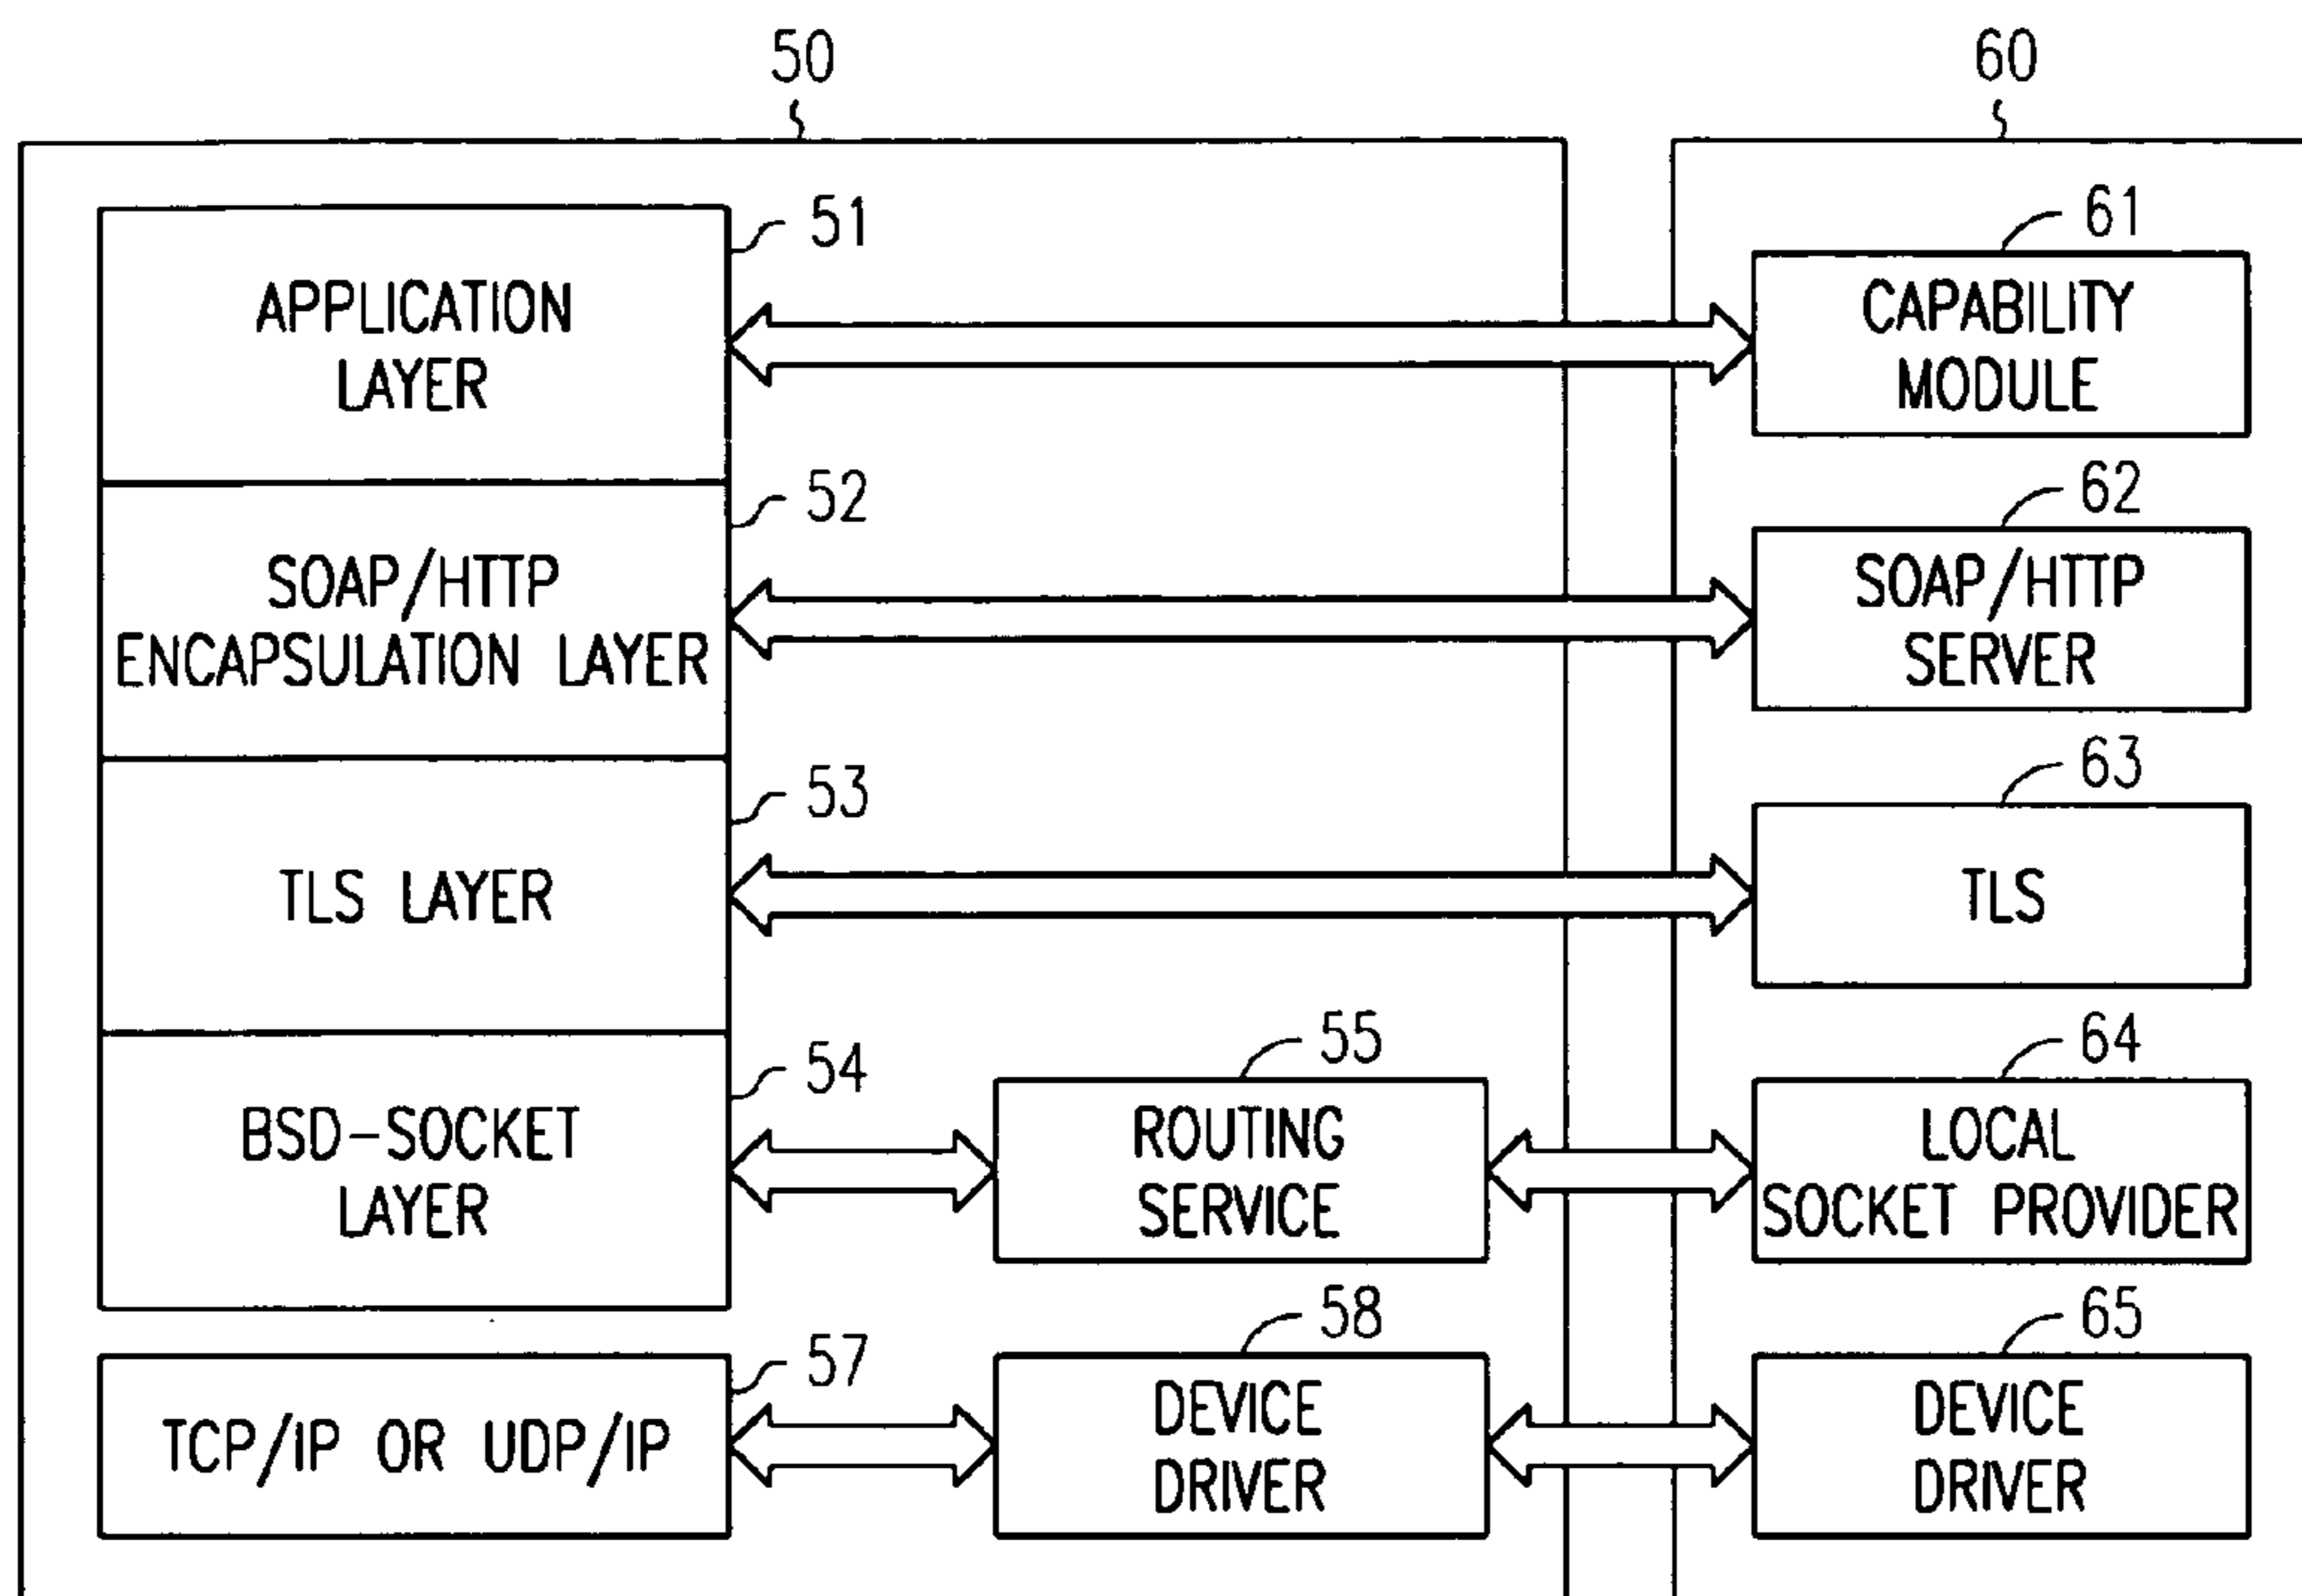 50
60
51
APPLICATION
LAYER
61
CAPABILITY
MODULE
52
SOAP/HTTP
ENCAPSULATION LAYER
62
SOAP/HTTP
SERVER
53
TLS LAYER
63
TLS
54
BSD-SOCKET
LAYER
55
ROUTING
SERVICE
64
LOCAL
SOCKET PROVIDER
57
TCP/IP OR UDP/IP
58
DEVICE
DRIVER
65
DEVICE
DRIVER